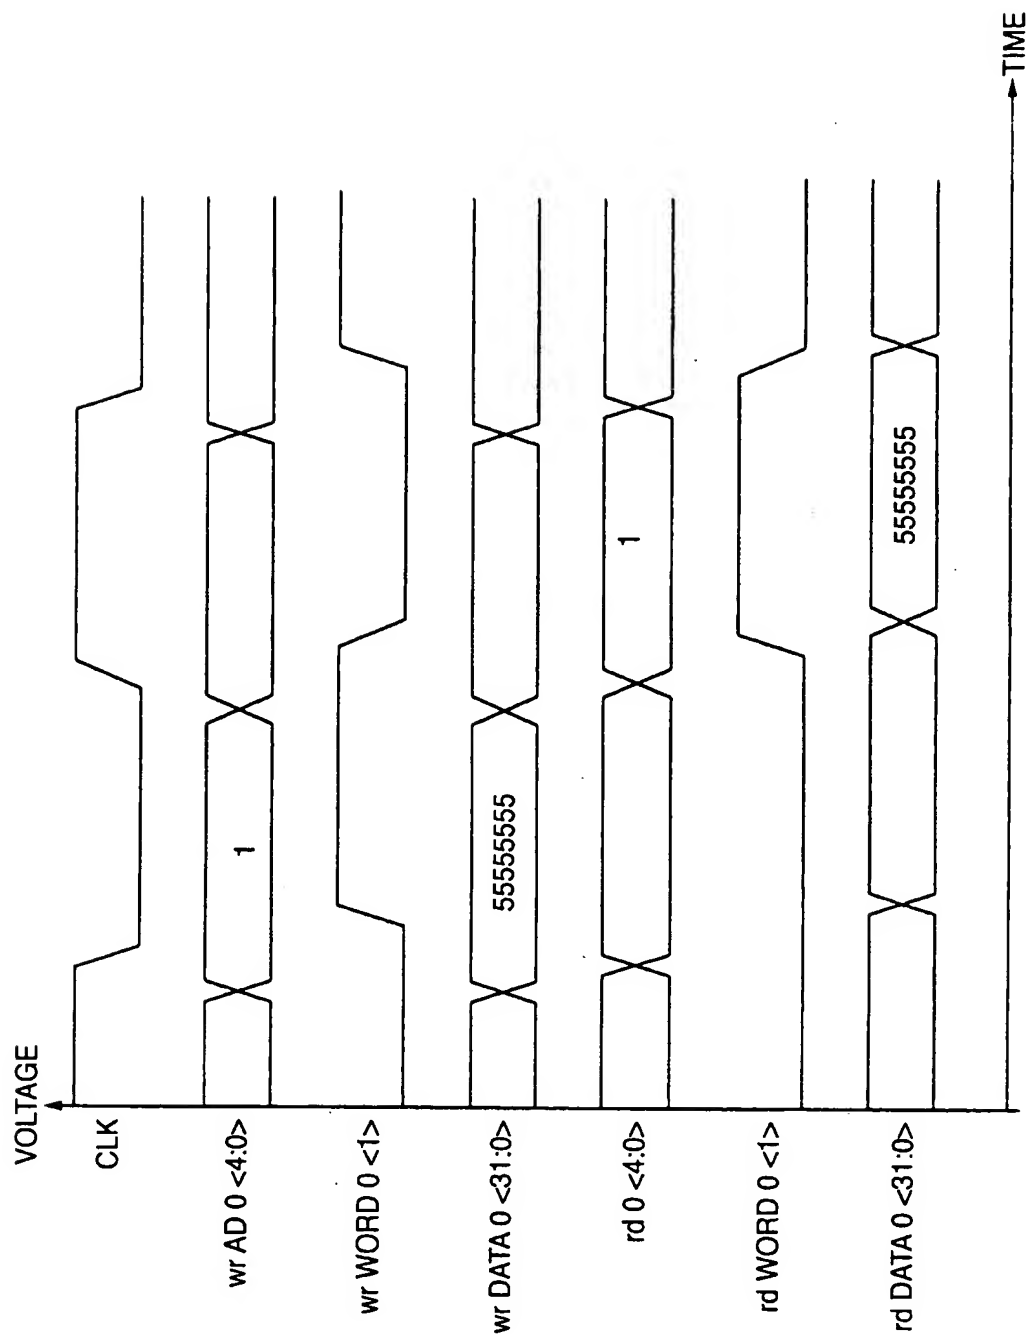 VOLTAGE
CLK
wr AD 0 <4:0>
1
wr WORD 0 <1>
wr DATA 0 <31:0>
55555555
rd 0 <4:0>
1
rd WORD 0 <1>
rd DATA 0 <31:0>
55555555
TIME